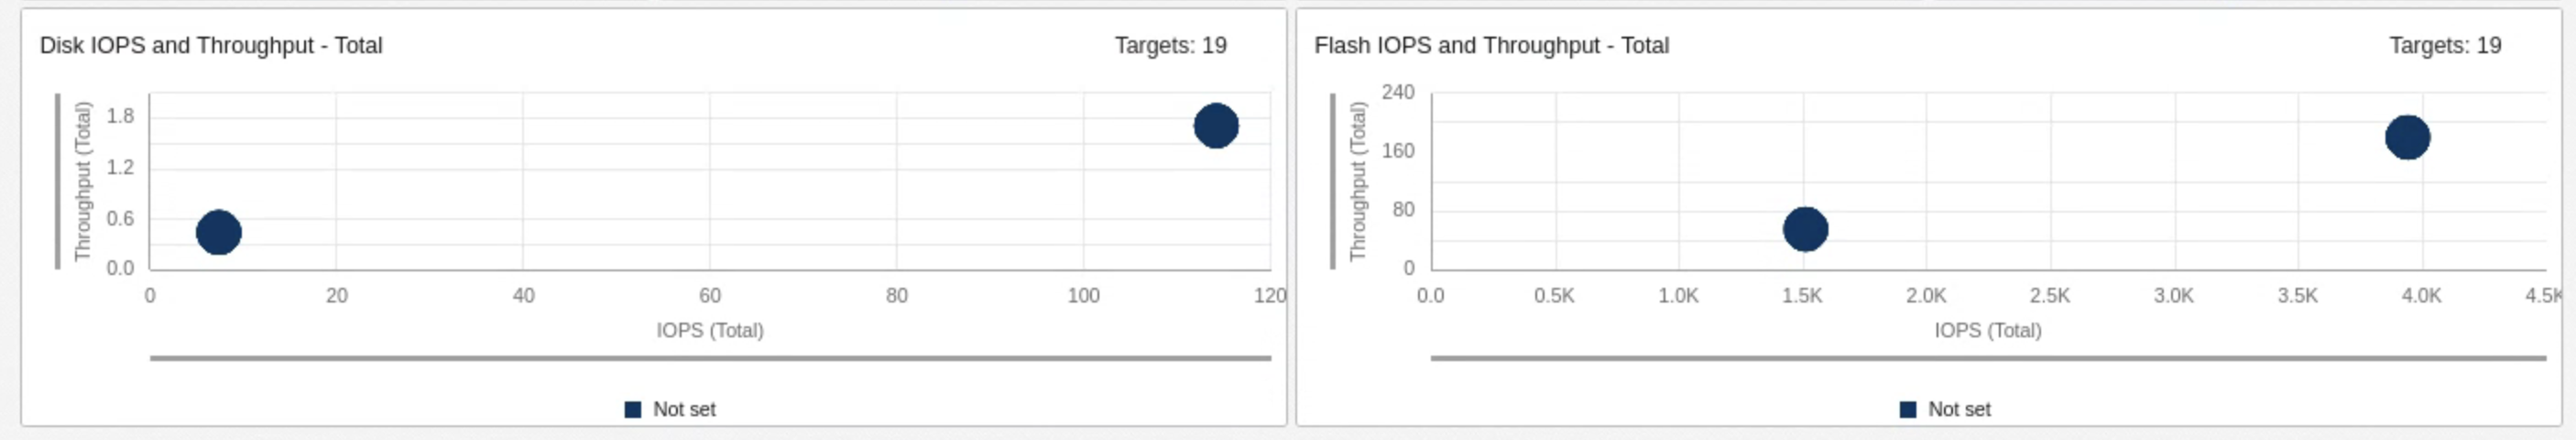 Disk IOPS and Throughput - Total
Targets: 19
Throughput (Total)
1.8
1.2
0.6
0.0
0 20 40 60 80 100 120
IOPS (Total)
Not set
Flash IOPS and Throughput - Total
Targets: 19
Throughput (Total)
240
160
80
0
0.0 0.5K 1.0K 1.5K 2.0K 2.5K 3.0K 3.5K 4.0K 4.5K
IOPS (Total)
Not set